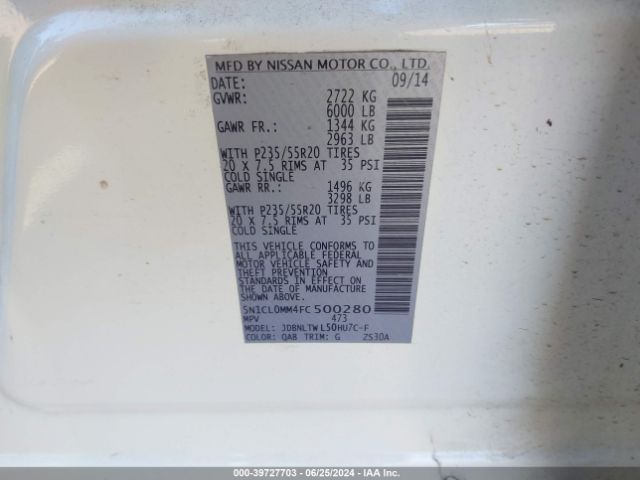 MFD BY NISSAN MOTOR CO., LTD.
DATE: 09/14
GVWR: 2722 KG
6000 LB
GAWR FR.: 1344 KG
2963 LB
WITH P235/55R20 TIRES
20 X 7.5 RIMS AT 35 PSI
COLD SINGLE
GAWR RR.: 1496 KG
3298 LB
WITH P235/55R20 TIRES
20 X 7.5 RIMS AT 35 PSI
COLD SINGLE
THIS VEHICLE CONFORMS TO
ALL APPLICABLE FEDERAL
MOTOR VEHICLE SAFETY AND
THEFT PREVENTION
STANDARDS IN EFFECT ON
THE DATE OF MANUFACTURE
SHOWN ABOVE.
5N1CL0MM4FC500280
MPV 473
MODEL: JDBNLTWL50HU7C-F
COLOR: QAB TRIM: G ZS30A
000-39727703 - 06/25/2024 - IAA Inc.